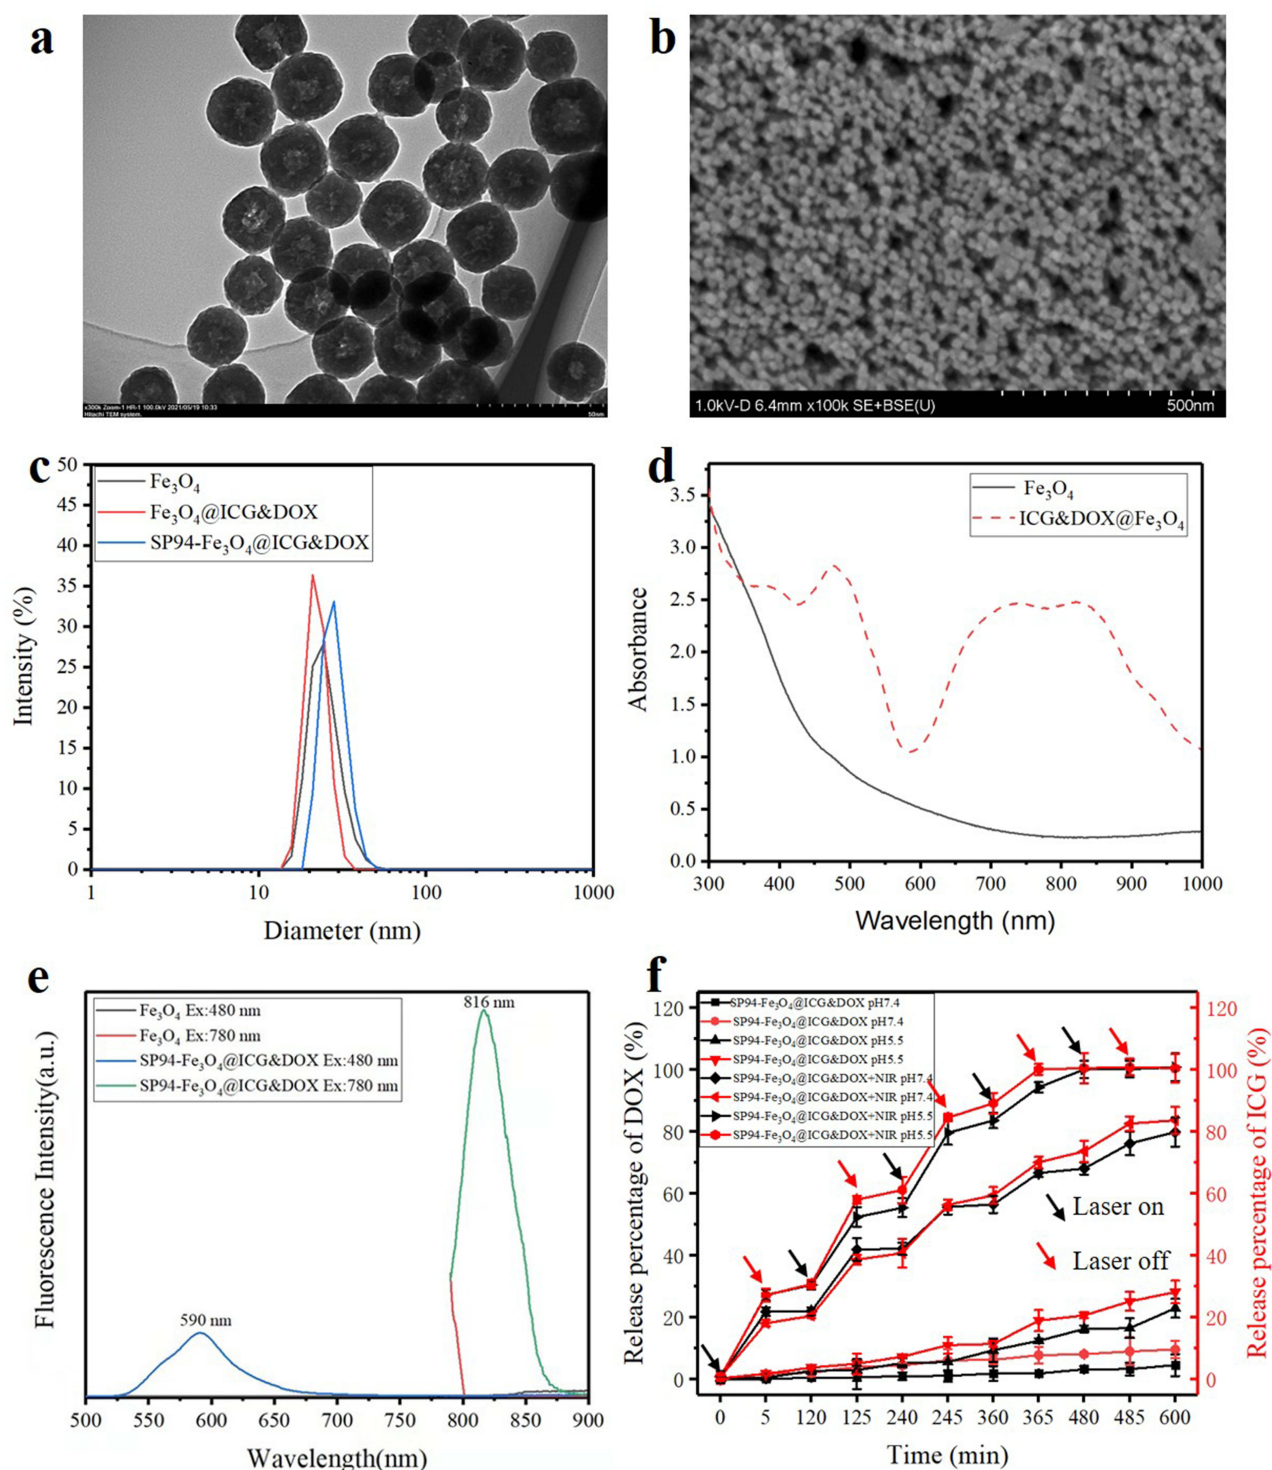 a
x300k Zoom-1 HR-1 100.0kV 2021/05/19 10:33
Hitachi TEM system.
50nm
b
1.0kV-D 6.4mm x100k SE+BSE(U)
500nm
c
Intensity (%)
50
45
40
35
30
25
20
15
10
5
0
Fe₃O₄
Fe₃O₄@ICG&DOX
SP94-Fe₃O₄@ICG&DOX
1 10 100 1000
Diameter (nm)
d
Absorbance
3.5
3.0
2.5
2.0
1.5
1.0
0.5
0.0
Fe₃O₄
ICG&DOX@Fe₃O₄
300 400 500 600 700 800 900 1000
Wavelength (nm)
e
Fluorescence Intensity(a.u.)
Fe₃O₄ Ex:480 nm
Fe₃O₄ Ex:780 nm
SP94-Fe₃O₄@ICG&DOX Ex:480 nm
SP94-Fe₃O₄@ICG&DOX Ex:780 nm
816 nm
590 nm
500 550 600 650 700 750 800 850 900
Wavelength(nm)
f
Release percentage of DOX (%)
120
100
80
60
40
20
0
SP94-Fe₃O₄@ICG&DOX pH7.4
SP94-Fe₃O₄@ICG&DOX pH7.4
SP94-Fe₃O₄@ICG&DOX pH5.5
SP94-Fe₃O₄@ICG&DOX pH5.5
SP94-Fe₃O₄@ICG&DOX+NIR pH7.4
SP94-Fe₃O₄@ICG&DOX+NIR pH7.4
SP94-Fe₃O₄@ICG&DOX+NIR pH5.5
SP94-Fe₃O₄@ICG&DOX+NIR pH5.5
Laser on
Laser off
120
100
80
60
40
20
0
Release percentage of ICG (%)
0 5 120 125 240 245 360 365 480 485 600
Time (min)